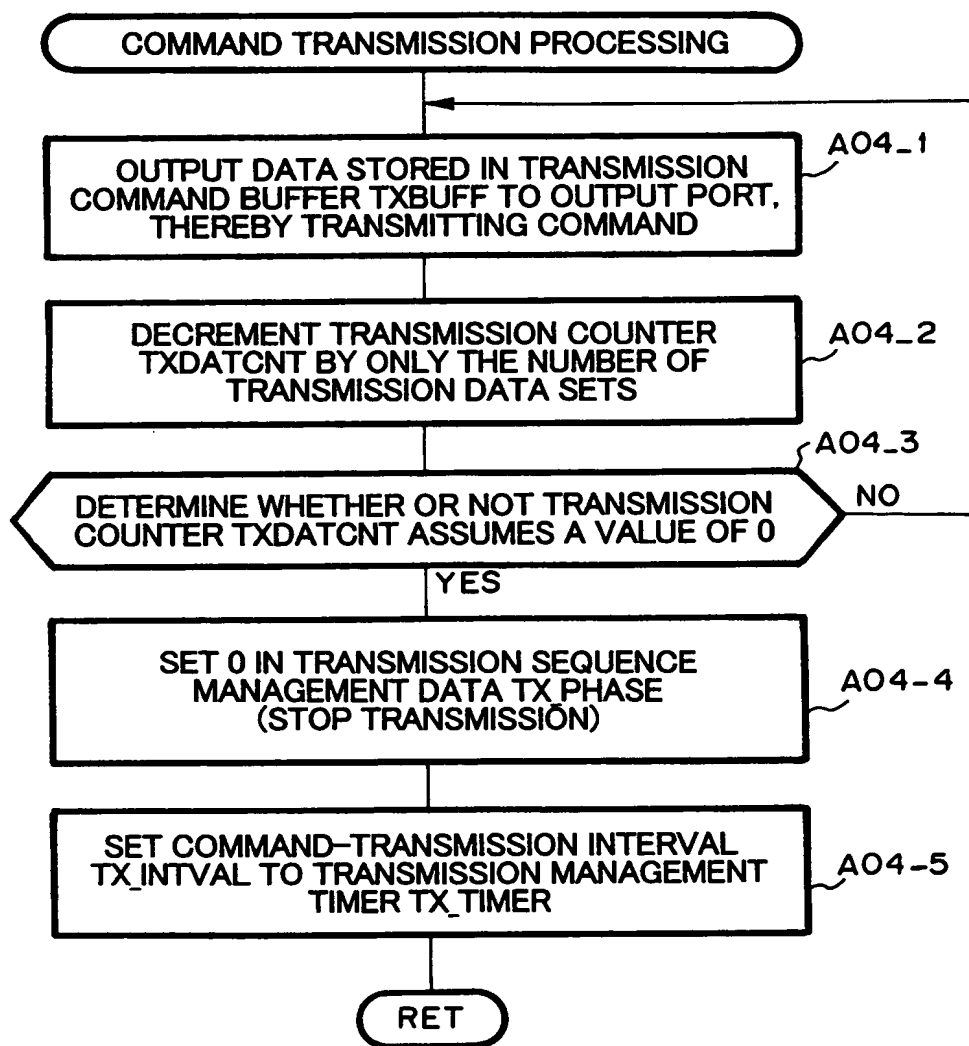 COMMAND TRANSMISSION PROCESSING
A04_1
OUTPUT DATA STORED IN TRANSMISSION
COMMAND BUFFER TXBUFF TO OUTPUT PORT,
THEREBY TRANSMITTING COMMAND
A04_2
DECREMENT TRANSMISSION COUNTER
TXDATCNT BY ONLY THE NUMBER OF
TRANSMISSION DATA SETS
A04_3
DETERMINE WHETHER OR NOT TRANSMISSION
COUNTER TXDATCNT ASSUMES A VALUE OF 0
NO
YES
SET 0 IN TRANSMISSION SEQUENCE
MANAGEMENT DATA TX_PHASE
(STOP TRANSMISSION)
A04-4
SET COMMAND-TRANSMISSION INTERVAL
TX_INTVAL TO TRANSMISSION MANAGEMENT
TIMER TX_TIMER
A04-5
RET